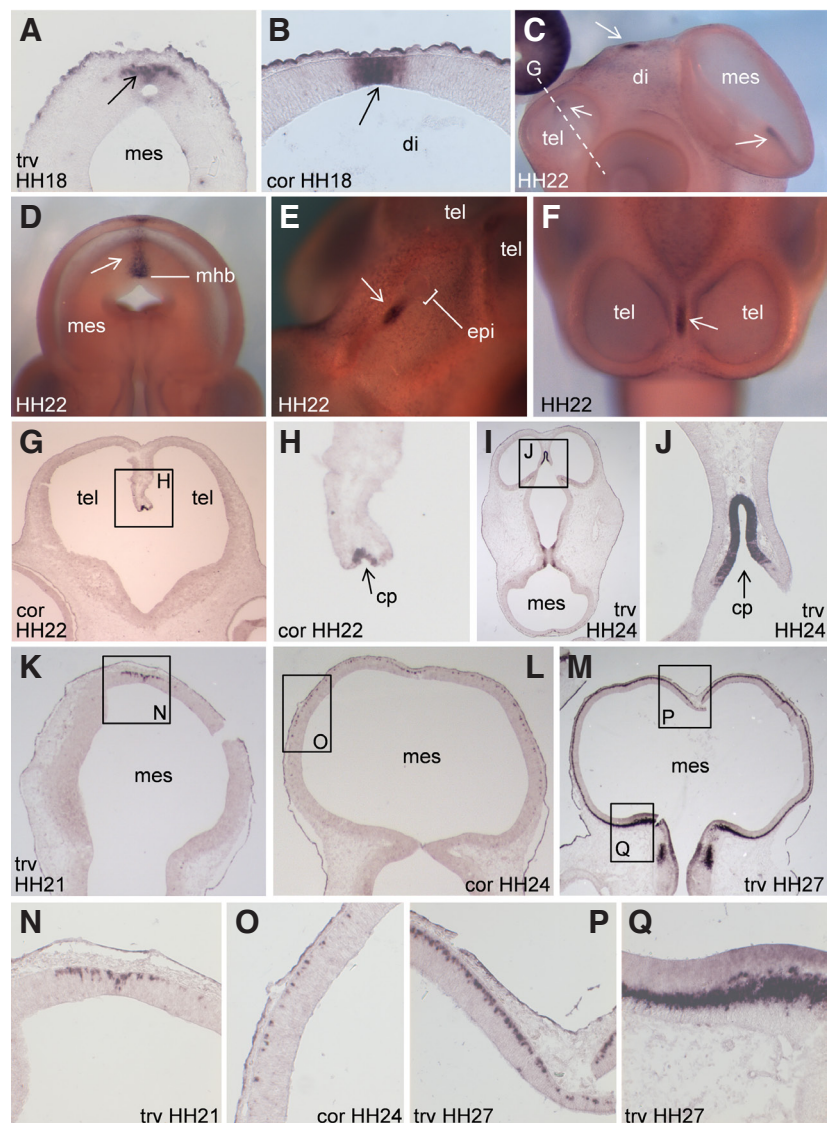 A
mes
trv
HH18
B
di
cor HH18
C
G
di
mes
tel
HH22
D
mhb
mes
HH22
E
tel
tel
epi
HH22
F
tel
tel
HH22
G
H
tel
tel
cor
HH22
H
cp
cor HH22
I
J
mes
trv
HH24
J
cp
trv
HH24
K
N
mes
trv
HH21
L
O
mes
cor HH24
M
P
mes
Q
trv HH27
N
trv HH21
O
cor HH24
P
trv HH27
Q
trv HH27